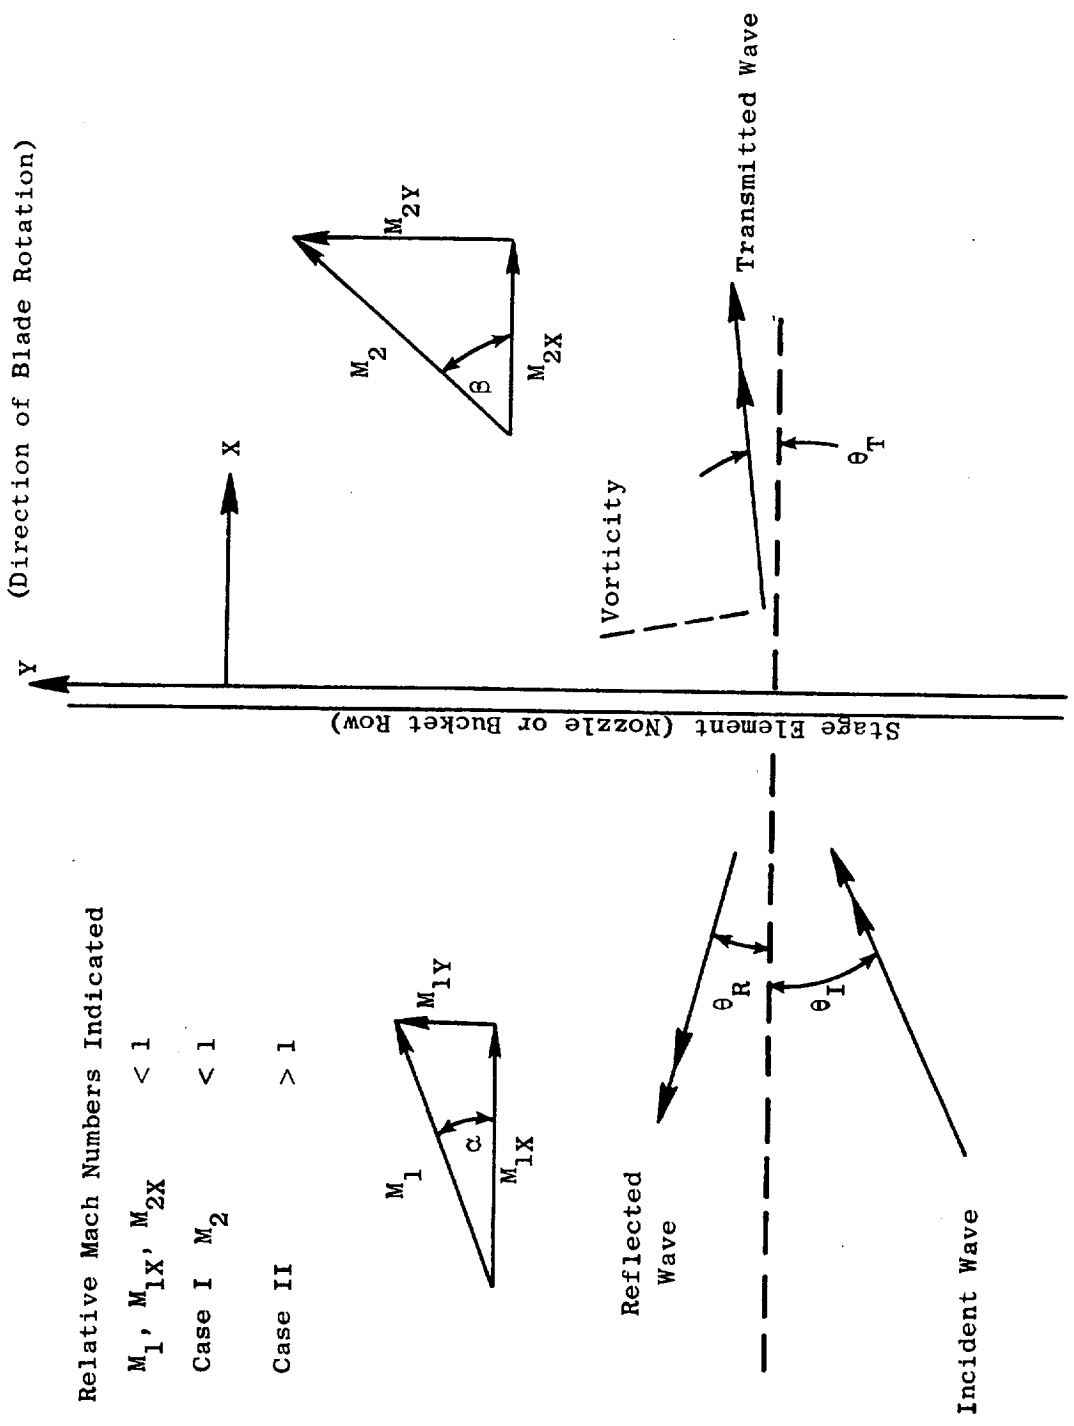 (Direction of Blade Rotation)
Y
X
Relative Mach Numbers Indicated
M1, M1X, M2X < 1
Case I M2 < 1
Case II > 1
M1
M1Y
α
M1X
M2
M2Y
β
M2X
Stage Element (Nozzle or Bucket Row)
Vorticity
Transmitted Wave
θT
Reflected
Wave
θR
θI
Incident Wave